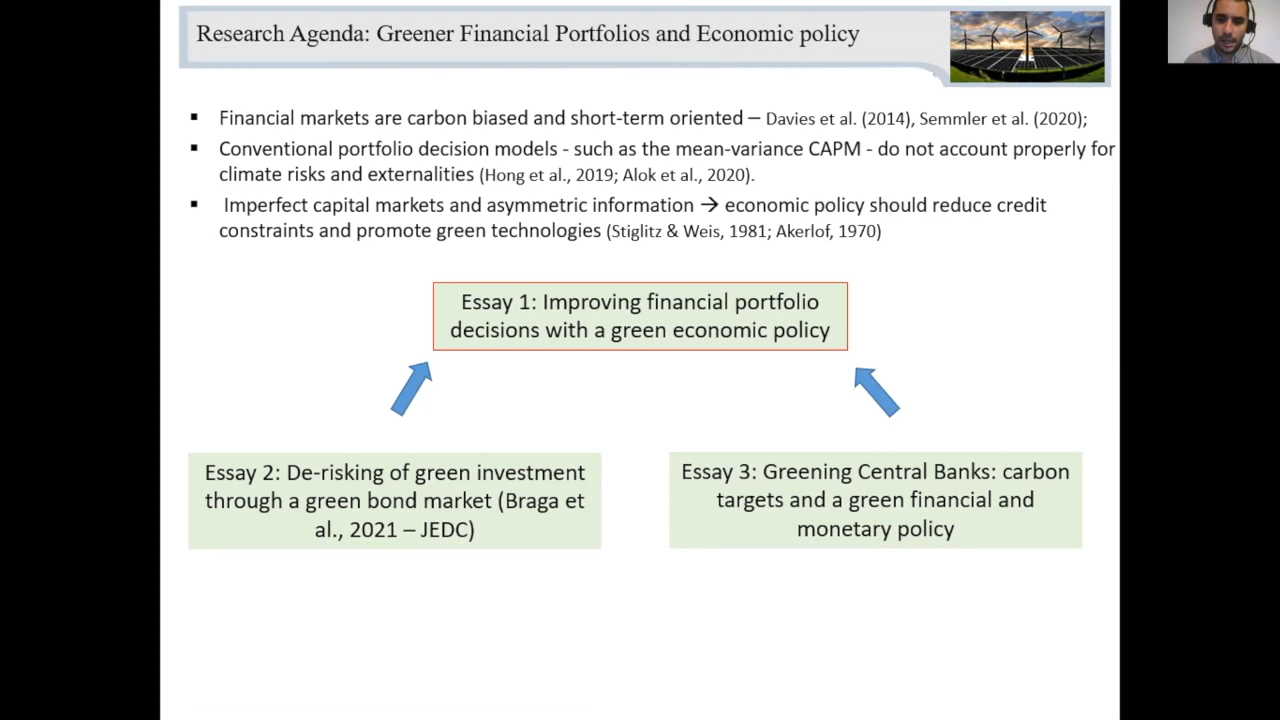 Research Agenda: Greener Financial Portfolios and Economic policy
▪ Financial markets are carbon biased and short-term oriented – Davies et al. (2014), Semmler et al. (2020);
▪ Conventional portfolio decision models - such as the mean-variance CAPM - do not account properly for
climate risks and externalities (Hong et al., 2019; Alok et al., 2020).
▪ Imperfect capital markets and asymmetric information → economic policy should reduce credit
constraints and promote green technologies (Stiglitz & Weis, 1981; Akerlof, 1970)
Essay 1: Improving financial portfolio
decisions with a green economic policy
Essay 2: De-risking of green investment
through a green bond market (Braga et
al., 2021 – JEDC)
Essay 3: Greening Central Banks: carbon
targets and a green financial and
monetary policy